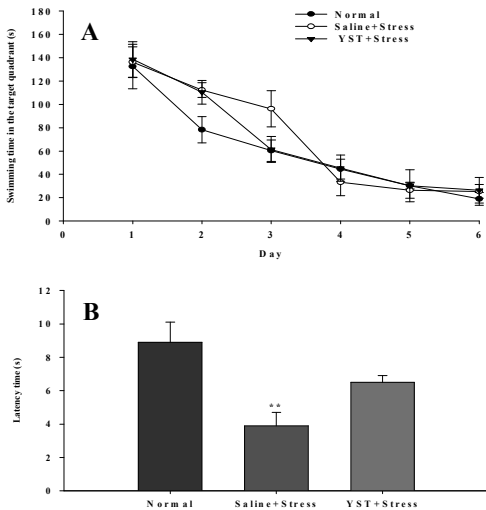 A
Normal
Saline+Stress
YST+Stress
Swimming time in the target quadrant (s)
180
160
140
120
100
80
60
40
20
0
0 1 2 3 4 5 6
Day
B
Latency time (s)
12
10
8
6
4
2
0
**
Normal Saline+Stress YST+Stress